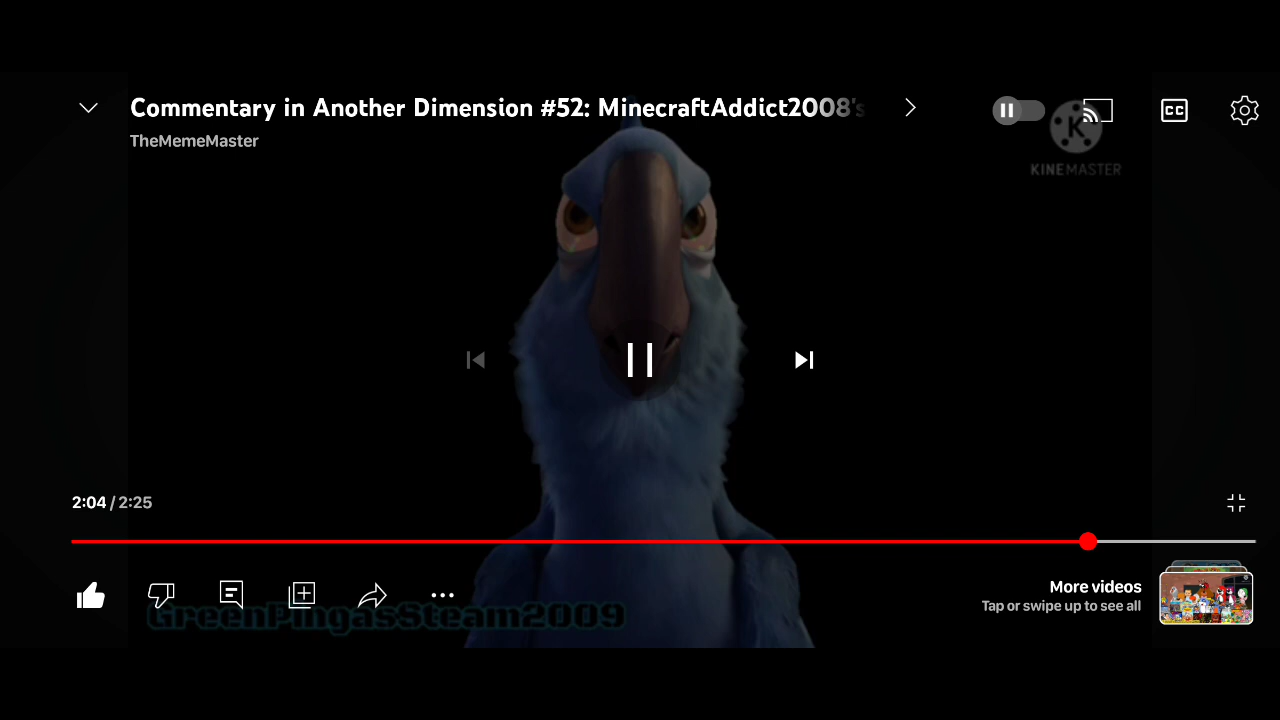 Commentary in Another Dimension #52: MinecraftAddict2008's
TheMemeMaster
CC
K
KINEMASTER
2:04 / 2:25
More videos
Tap or swipe up to see all
GreenPingasSteam2009